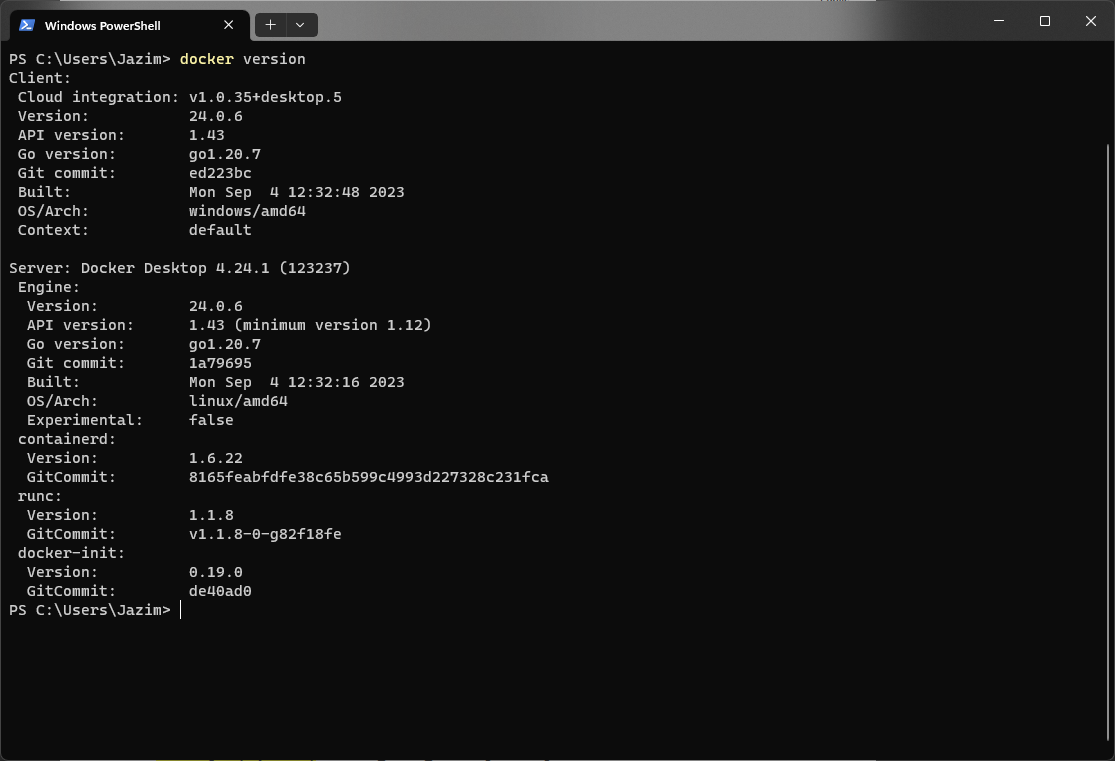 Windows PowerShell
PS C:\Users\Jazim> docker version
Client:
 Cloud integration: v1.0.35+desktop.5
 Version:           24.0.6
 API version:       1.43
 Go version:        go1.20.7
 Git commit:        ed223bc
 Built:             Mon Sep  4 12:32:48 2023
 OS/Arch:           windows/amd64
 Context:           default

Server: Docker Desktop 4.24.1 (123237)
 Engine:
  Version:          24.0.6
  API version:      1.43 (minimum version 1.12)
  Go version:       go1.20.7
  Git commit:       1a79695
  Built:            Mon Sep  4 12:32:16 2023
  OS/Arch:          linux/amd64
  Experimental:     false
 containerd:
  Version:          1.6.22
  GitCommit:        8165feabfdfe38c65b599c4993d227328c231fca
 runc:
  Version:          1.1.8
  GitCommit:        v1.1.8-0-g82f18fe
 docker-init:
  Version:          0.19.0
  GitCommit:        de40ad0
PS C:\Users\Jazim>